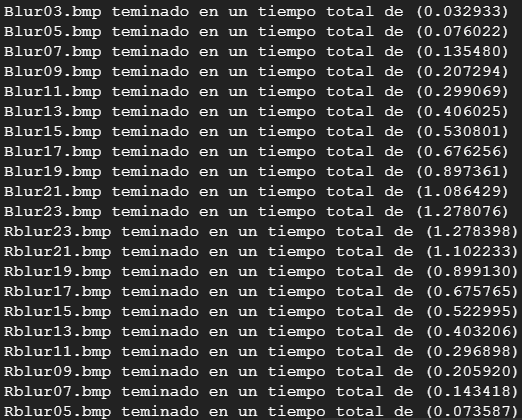 Blur03.bmp teminado en un tiempo total de (0.032933)
Blur05.bmp teminado en un tiempo total de (0.076022)
Blur07.bmp teminado en un tiempo total de (0.135480)
Blur09.bmp teminado en un tiempo total de (0.207294)
Blur11.bmp teminado en un tiempo total de (0.299069)
Blur13.bmp teminado en un tiempo total de (0.406025)
Blur15.bmp teminado en un tiempo total de (0.530801)
Blur17.bmp teminado en un tiempo total de (0.676256)
Blur19.bmp teminado en un tiempo total de (0.897361)
Blur21.bmp teminado en un tiempo total de (1.086429)
Blur23.bmp teminado en un tiempo total de (1.278076)
Rblur23.bmp teminado en un tiempo total de (1.278398)
Rblur21.bmp teminado en un tiempo total de (1.102233)
Rblur19.bmp teminado en un tiempo total de (0.899130)
Rblur17.bmp teminado en un tiempo total de (0.675765)
Rblur15.bmp teminado en un tiempo total de (0.522995)
Rblur13.bmp teminado en un tiempo total de (0.403206)
Rblur11.bmp teminado en un tiempo total de (0.296898)
Rblur09.bmp teminado en un tiempo total de (0.205920)
Rblur07.bmp teminado en un tiempo total de (0.143418)
Rblur05.bmp teminado en un tiempo total de (0.073587)